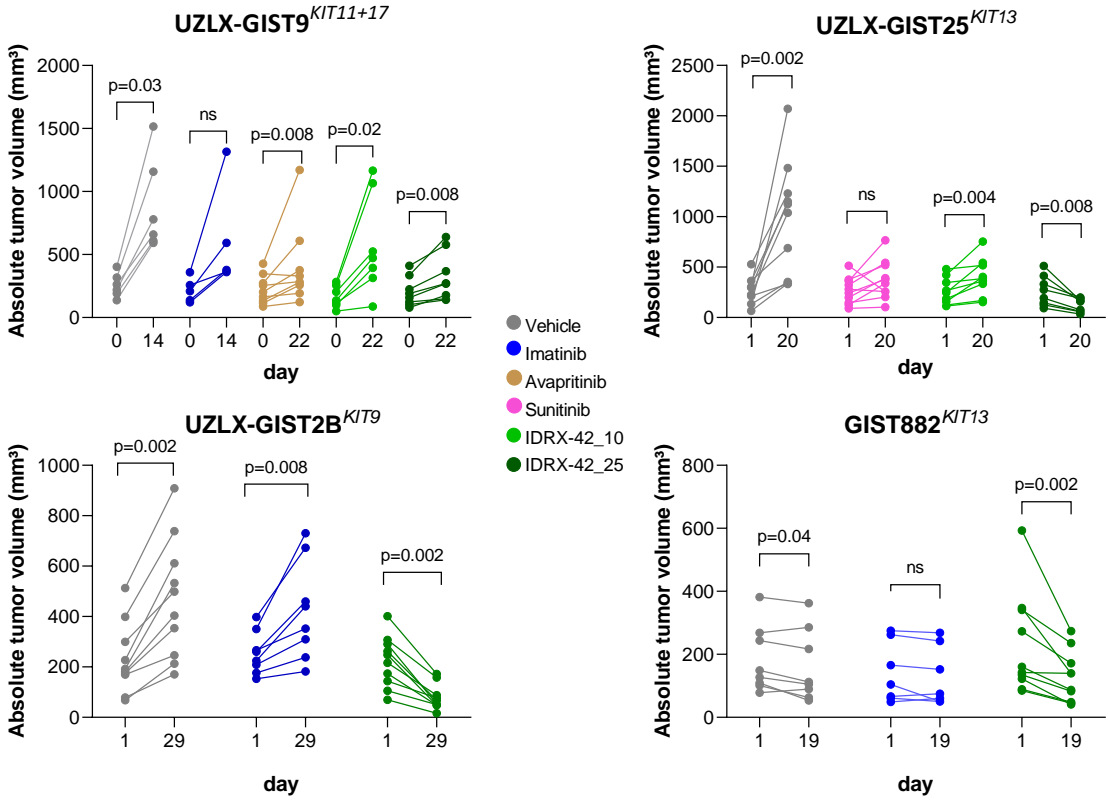 UZLX-GIST9KIT11+17
Absolute tumor volume (mm³)
2000
1500
1000
500
0
p=0.03
ns
p=0.008
p=0.02
p=0.008
0 14 0 14 0 22 0 22 0 22
day
UZLX-GIST25KIT13
Absolute tumor volume (mm³)
2500
2000
1500
1000
500
0
p=0.002
ns
p=0.004
p=0.008
1 20 1 20 1 20 1 20
day
Vehicle
Imatinib
Avapritinib
Sunitinib
IDRX-42_10
IDRX-42_25
UZLX-GIST2BKIT9
Absolute tumor volume (mm³)
1000
800
600
400
200
0
p=0.002
p=0.008
p=0.002
1 29 1 29 1 29
day
GIST882KIT13
Absolute tumor volume (mm³)
800
600
400
200
0
p=0.04
ns
p=0.002
1 19 1 19 1 19
day